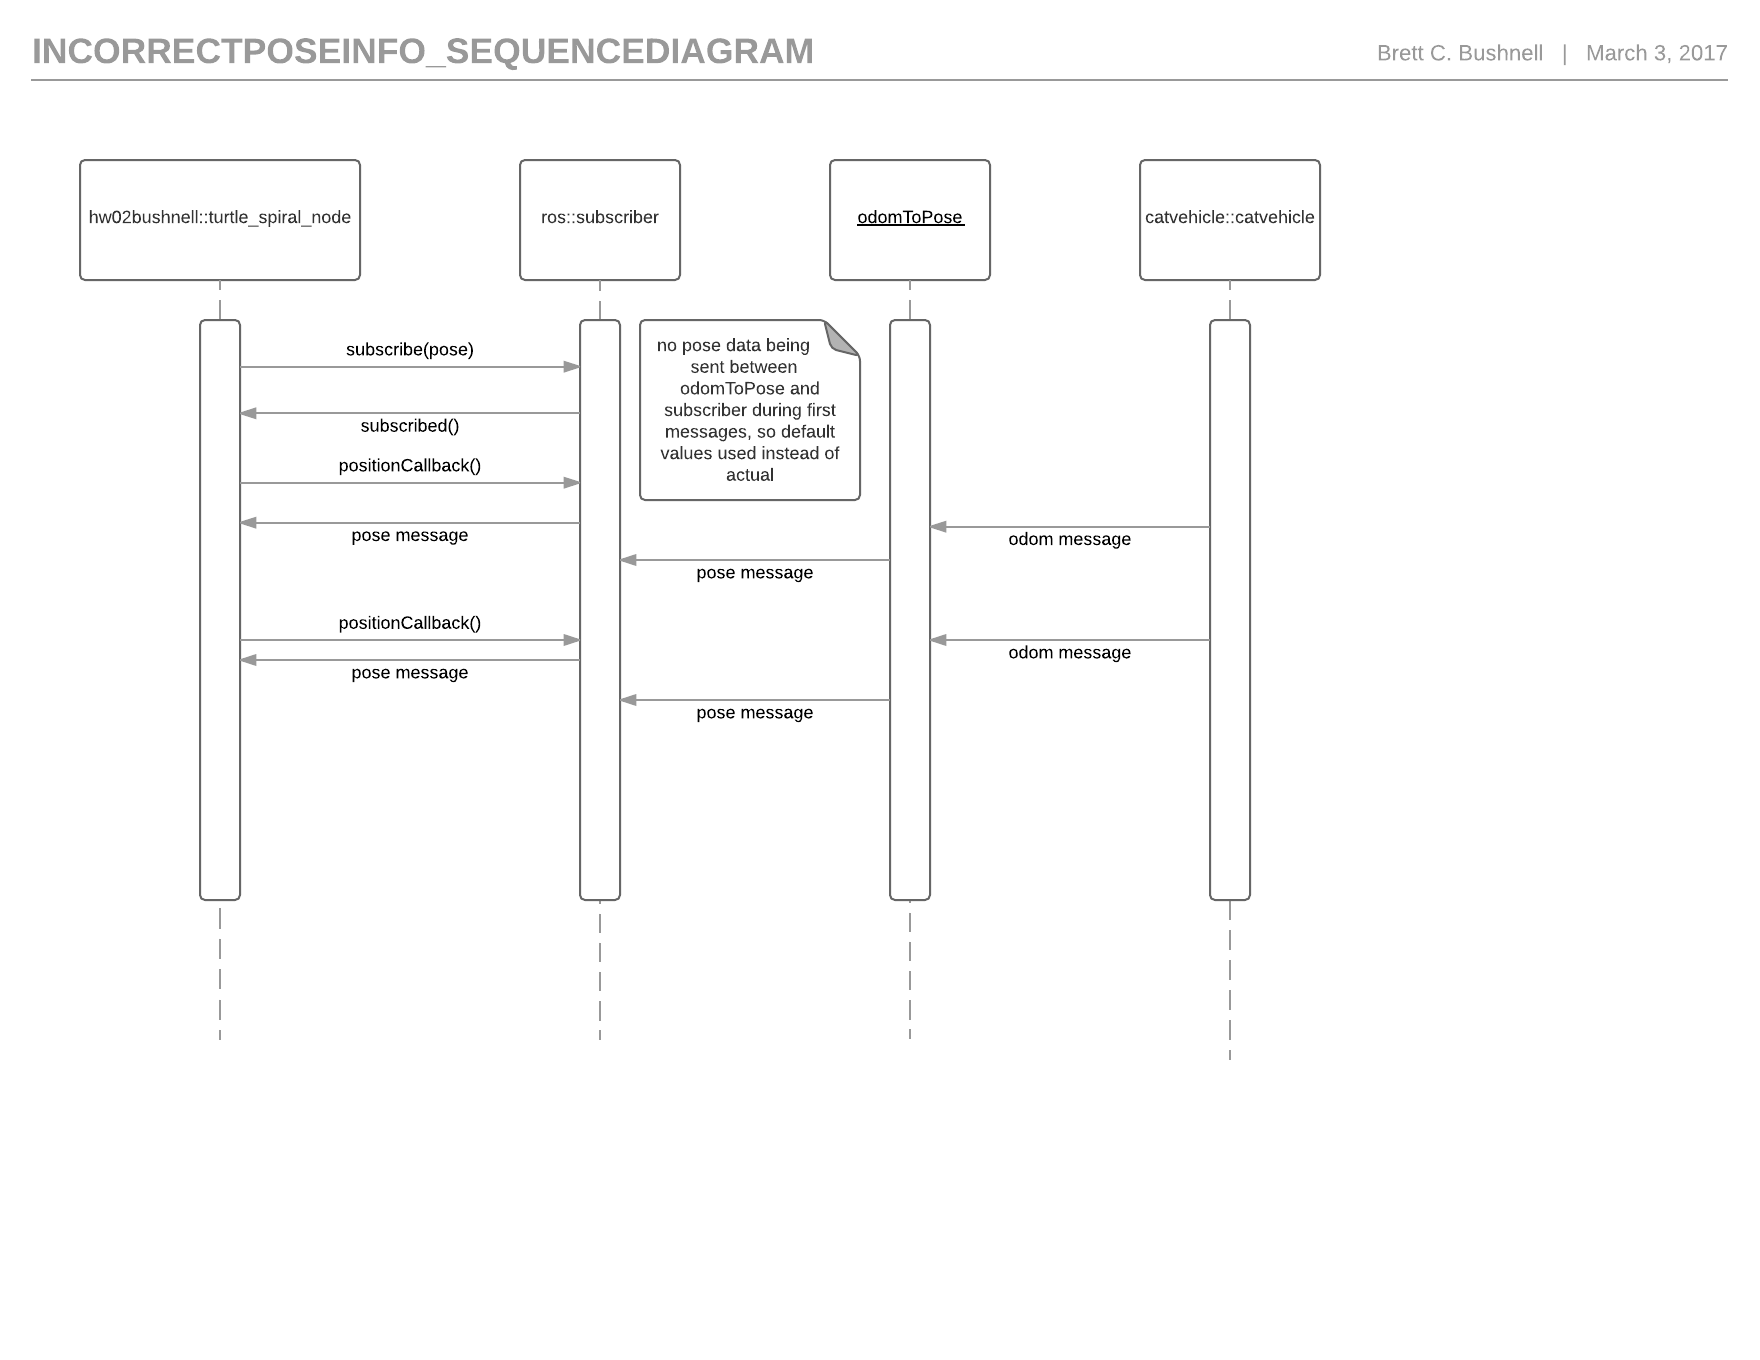 INCORRECTPOSEINFO_SEQUENCEDIAGRAM
Brett C. Bushnell | March 3, 2017
hw02bushnell::turtle_spiral_node
ros::subscriber
odomToPose
catvehicle::catvehicle
subscribe(pose)
no pose data being
sent between
odomToPose and
subscriber during first
messages, so default
values used instead of
actual
subscribed()
positionCallback()
pose message
odom message
pose message
positionCallback()
odom message
pose message
pose message